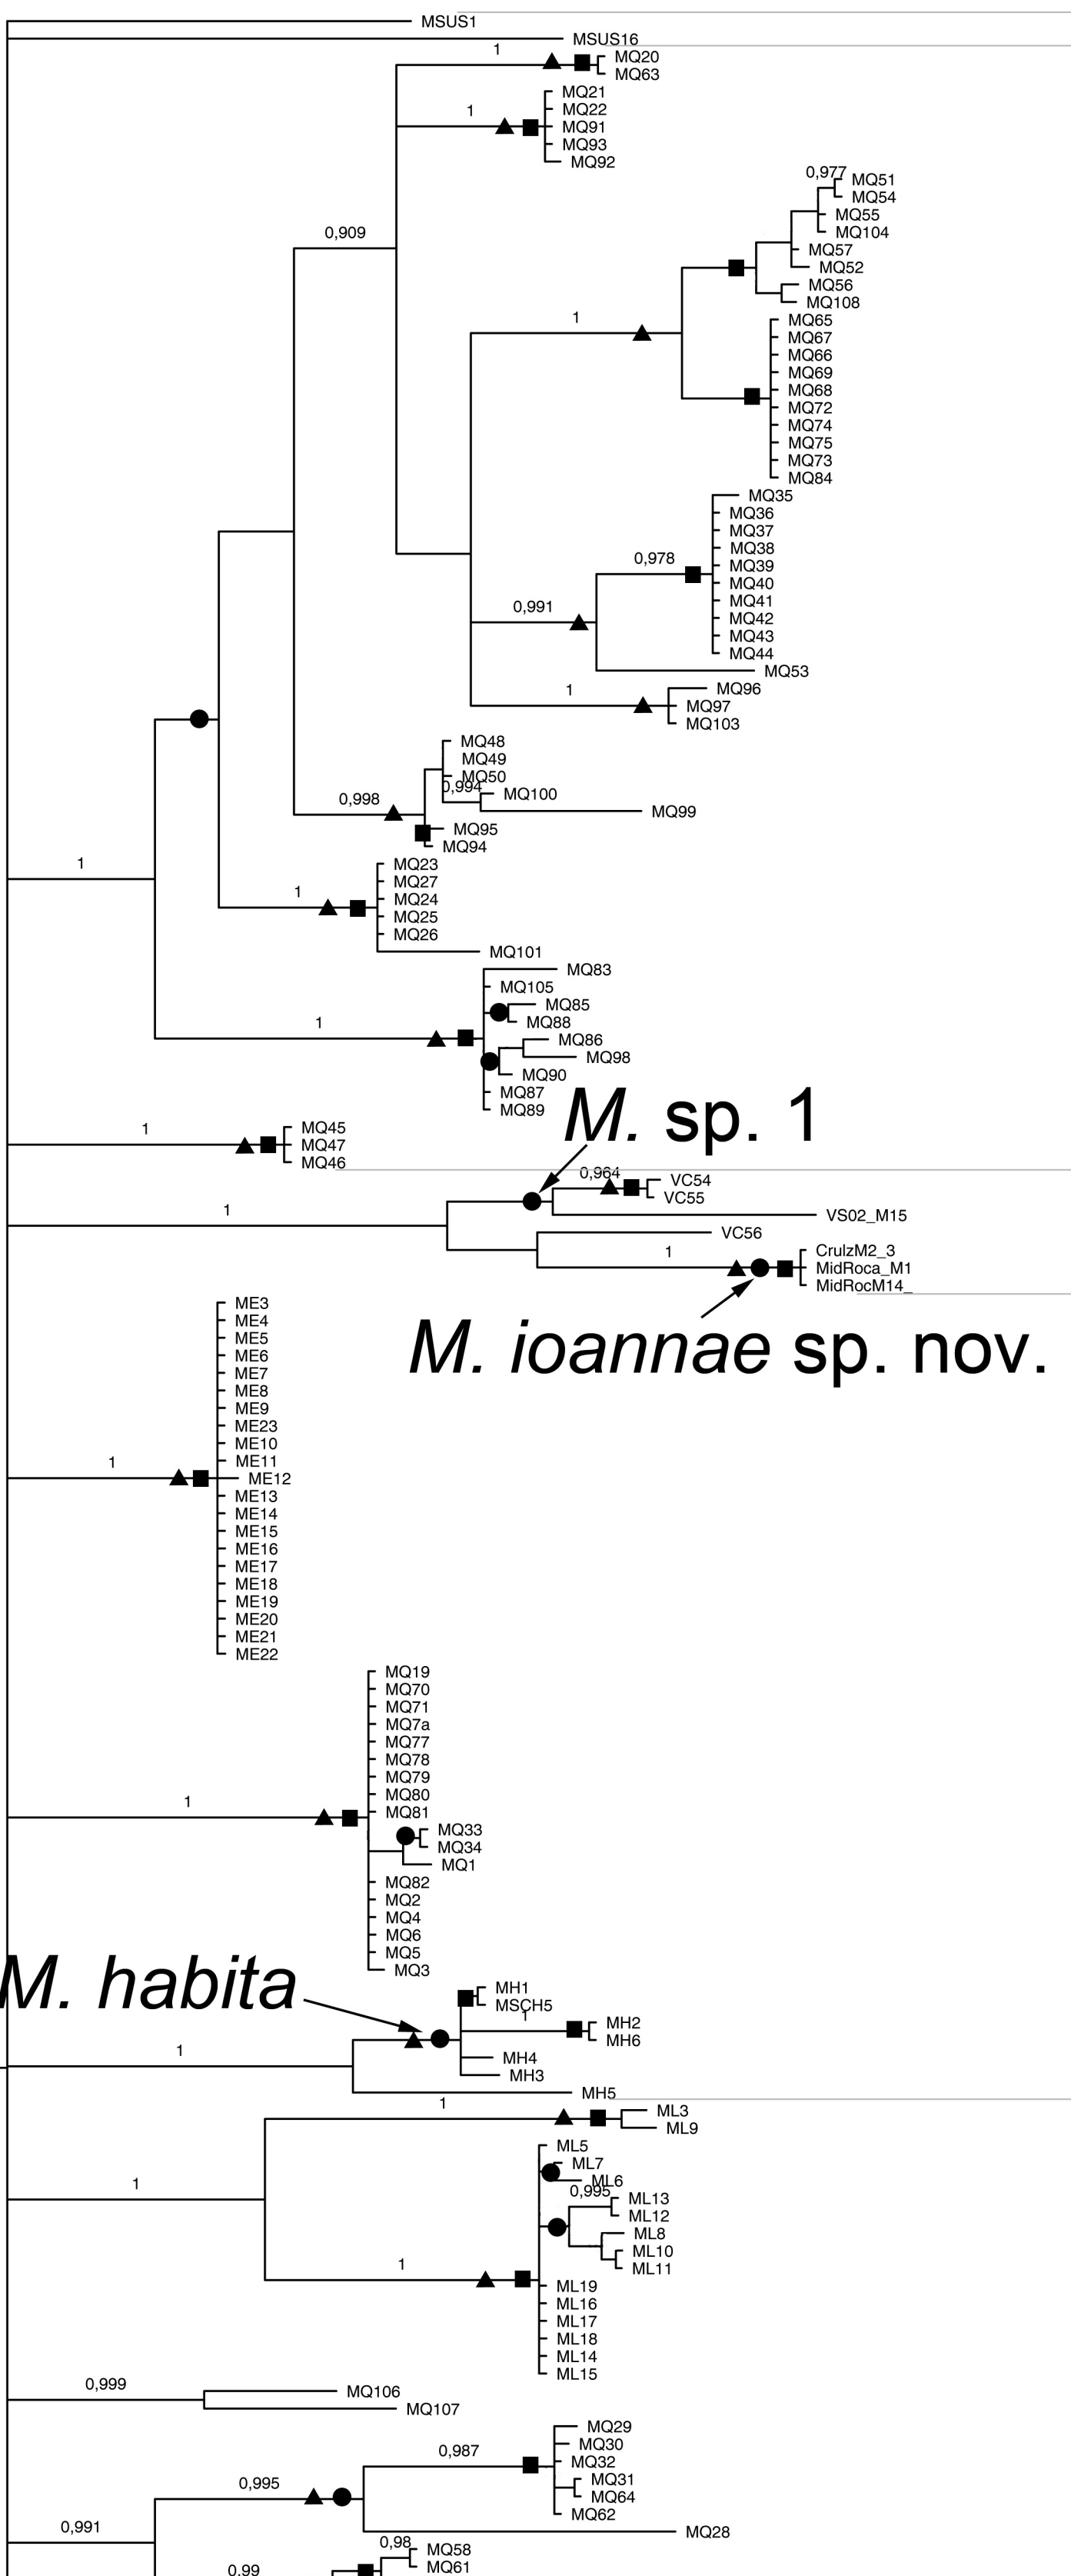 MSUS1
MSUS16
1
MQ20
MQ63
MQ21
1
MQ22
MQ91
MQ93
MQ92
0,977
MQ51
MQ54
MQ55
MQ104
0,909
MQ57
MQ52
MQ56
MQ108
1
MQ65
MQ67
MQ66
MQ69
MQ68
MQ72
MQ74
MQ75
MQ73
MQ84
MQ35
MQ36
MQ37
MQ38
0,978
MQ39
MQ40
MQ41
0,991
MQ42
MQ43
MQ44
MQ53
1
MQ96
MQ97
MQ103
MQ48
MQ49
MQ50
0,994
MQ100
0,998
MQ99
MQ95
MQ94
1
MQ23
MQ27
1
MQ24
MQ25
MQ26
MQ101
MQ83
MQ105
MQ85
1
MQ88
MQ86
MQ98
MQ90
MQ87
MQ89
M. sp. 1
1
MQ45
MQ47
MQ46
0,964
VC54
VC55
1
VS02_M15
VC56
1
CrulzM2_3
MidRoca_M1
MidRocM14_
M. ioannae sp. nov.
ME3
ME4
ME5
ME6
ME7
ME8
ME9
ME23
ME10
1
ME11
ME12
ME13
ME14
ME15
ME16
ME17
ME18
ME19
ME20
ME21
ME22
MQ19
MQ70
MQ71
MQ7a
MQ77
MQ78
MQ79
1
MQ80
MQ81
MQ33
MQ34
MQ1
MQ82
MQ2
MQ4
MQ6
MQ5
MQ3
M. habita
MH1
MSCH5
1
MH2
MH6
1
MH4
MH3
MH5
1
ML3
ML9
ML5
ML7
1
ML6
0,995
ML13
ML12
ML8
ML10
1
ML11
ML19
ML16
ML17
ML18
ML14
ML15
0,999
MQ106
MQ107
MQ29
MQ30
0,987
MQ32
MQ31
0,995
MQ64
MQ62
0,991
MQ28
0,98
MQ58
MQ61
0,99